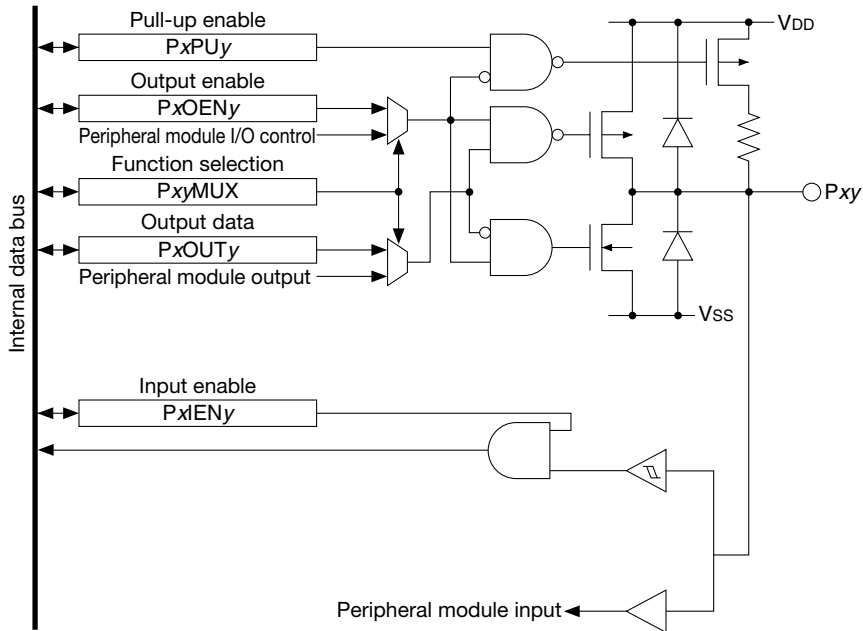 Pull-up enable
PxPUy
VDD
Output enable
PxOENy
Peripheral module I/O control
Function selection
PxyMUX
Pxy
Output data
PxOUTy
Peripheral module output
VSS
Internal data bus
Input enable
PxIENy
Peripheral module input